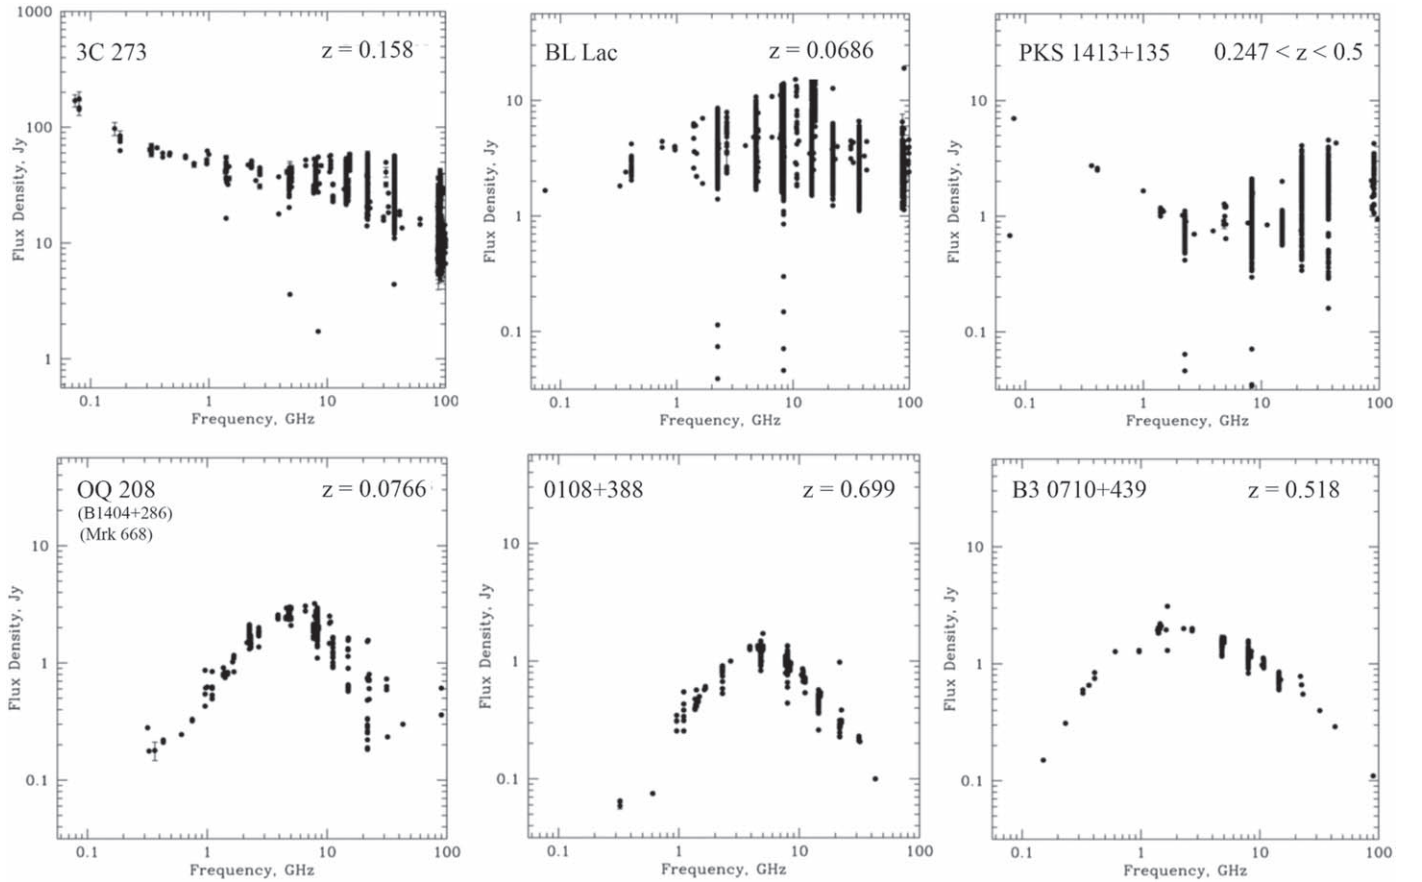 3C 273 z = 0.158
1000
100
10
1
Flux Density, Jy
0.1 1 10 100
Frequency, GHz
BL Lac z = 0.0686
10
1
0.1
Flux Density, Jy
0.1 1 10 100
Frequency, GHz
PKS 1413+135 0.247 < z < 0.5
10
1
0.1
Flux Density, Jy
0.1 1 10 100
Frequency, GHz
OQ 208 z = 0.0766
(B1404+286)
(Mrk 668)
10
1
0.1
Flux Density, Jy
0.1 1 10 100
Frequency, GHz
0108+388 z = 0.699
10
1
0.1
Flux Density, Jy
0.1 1 10 100
Frequency, GHz
B3 0710+439 z = 0.518
10
1
0.1
Flux Density, Jy
0.1 1 10 100
Frequency, GHz